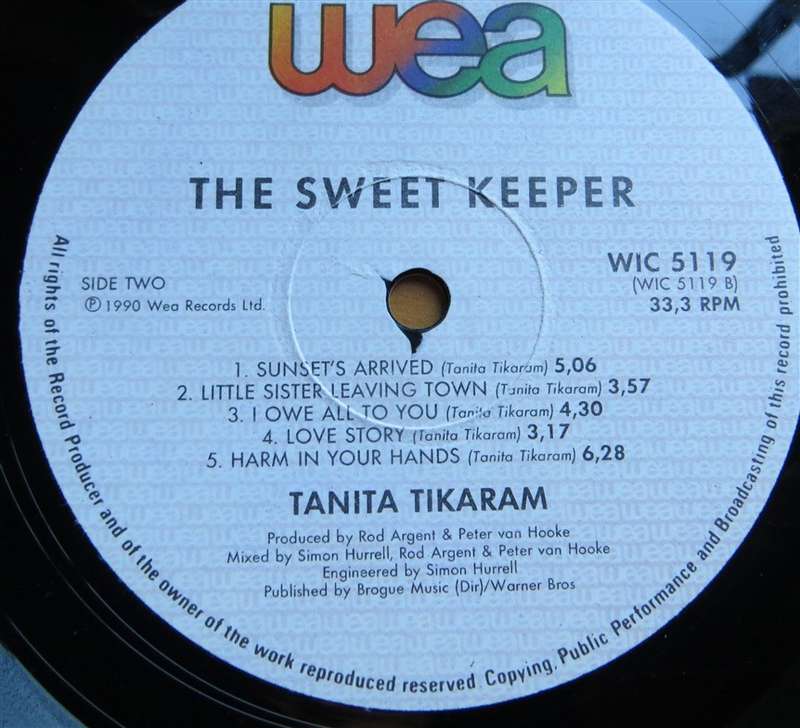 wea
THE SWEET KEEPER
SIDE TWO
Ⓟ 1990 Wea Records Ltd.
WIC 5119
(WIC 5119 B)
33,3 RPM
1. SUNSET'S ARRIVED (Tanita Tikaram) 5,06
2. LITTLE SISTER LEAVING TOWN (Tanita Tikaram) 3,57
3. I OWE ALL TO YOU (Tanita Tikaram) 4,30
4. LOVE STORY (Tanita Tikaram) 3,17
5. HARM IN YOUR HANDS (Tanita Tikaram) 6,28
TANITA TIKARAM
Produced by Rod Argent & Peter van Hooke
Mixed by Simon Hurrell, Rod Argent & Peter van Hooke
Engineered by Simon Hurrell
Published by Brogue Music (Dir)/Warner Bros
All rights of the Record Producer and of the owner of the work reproduced reserved. Copying, Public Performance and Broadcasting of this record prohibited